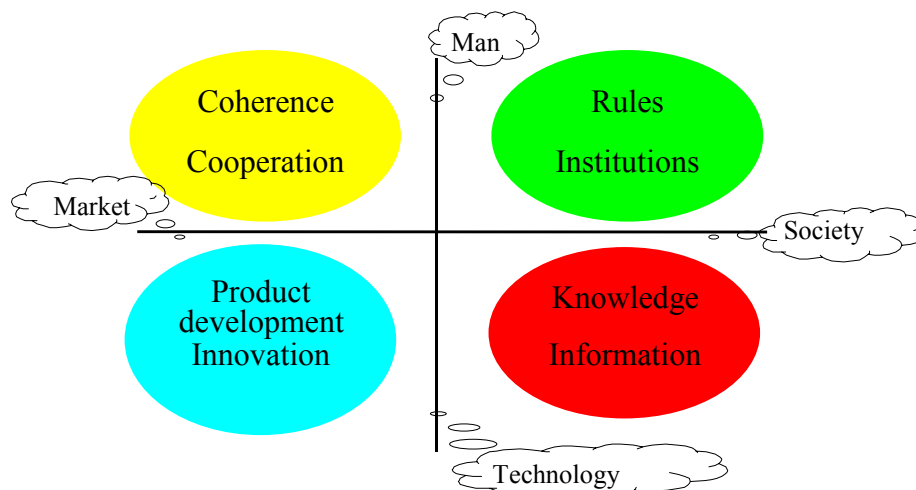 Man
Coherence
Cooperation
Rules
Institutions
Market
Society
Product
development
Innovation
Knowledge
Information
Technology